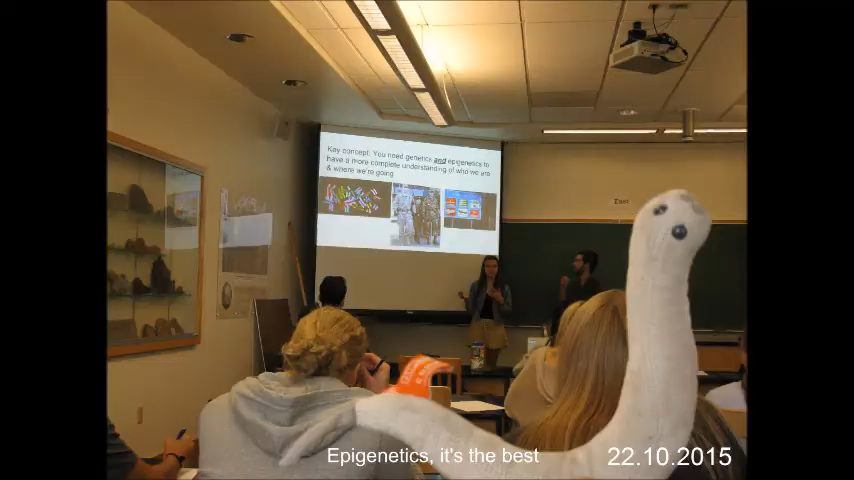 Key concept: You need genetics and epigenetics to
have a more complete understanding of who we are
& where we're going
Epigenetics, it's the best
22.10.2015